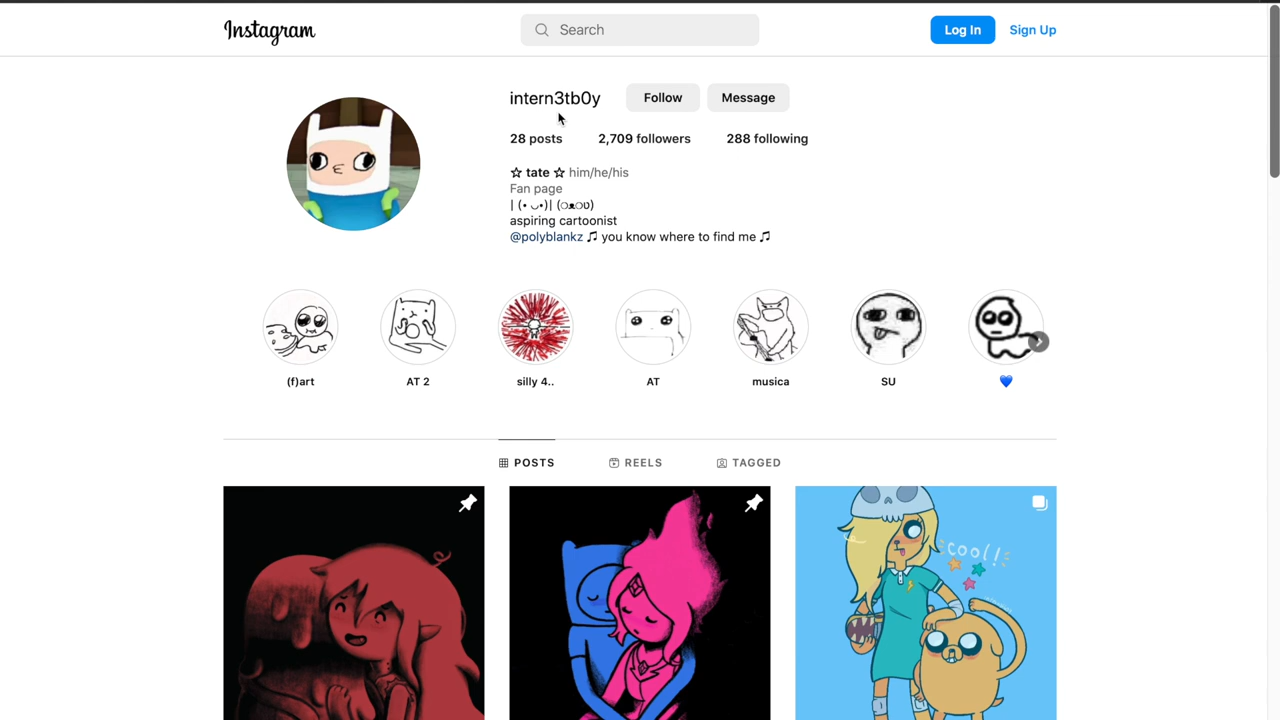 Instagram
Search
Log In
Sign Up
intern3tb0y
Follow
Message
28 posts
2,709 followers
288 following
☆ tate ☆ him/he/his
Fan page
| (• ◡•)| (❍ᴥ❍ʋ)
aspiring cartoonist
@polyblankz 🎵 you know where to find me 🎵
(f)art
AT 2
silly 4..
AT
musica
SU
💙
POSTS
REELS
TAGGED
cool!